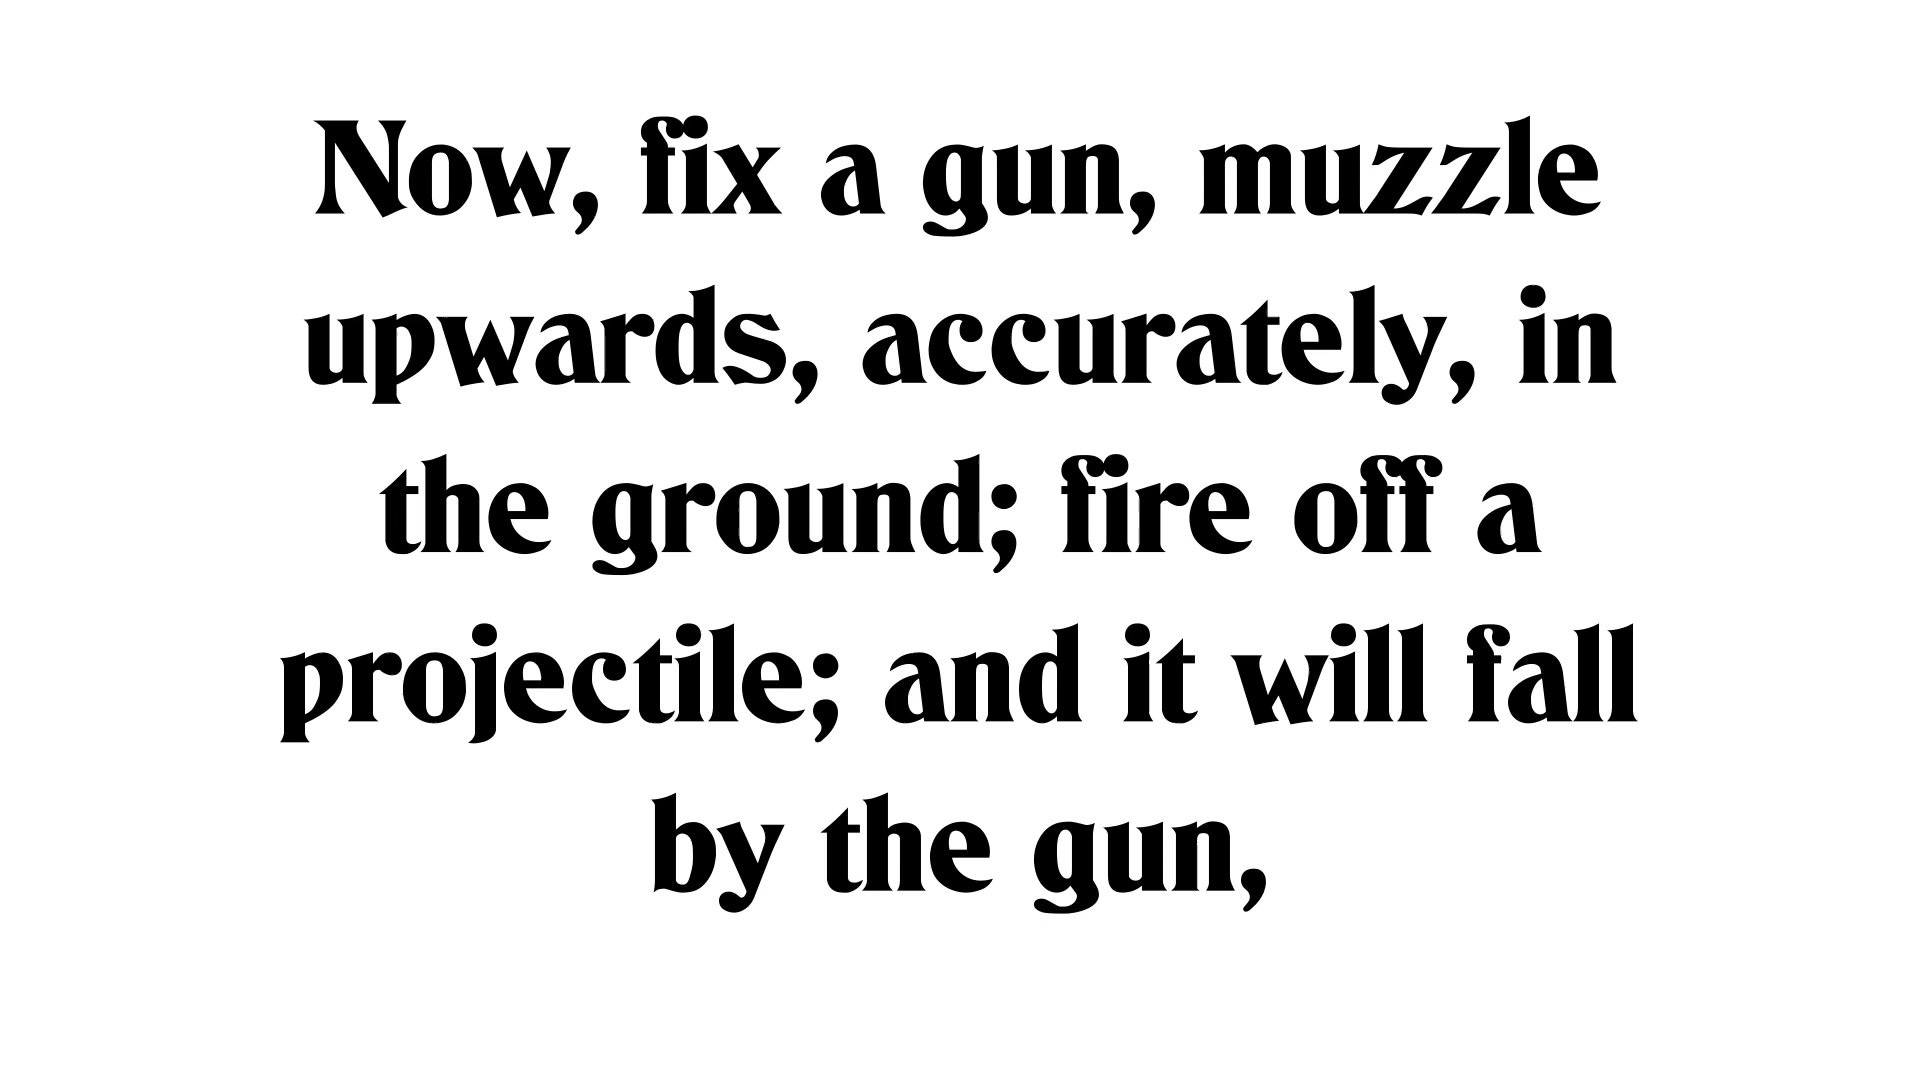 Now, fix a gun, muzzle
upwards, accurately, in
the ground; fire off a
projectile; and it will fall
by the gun,